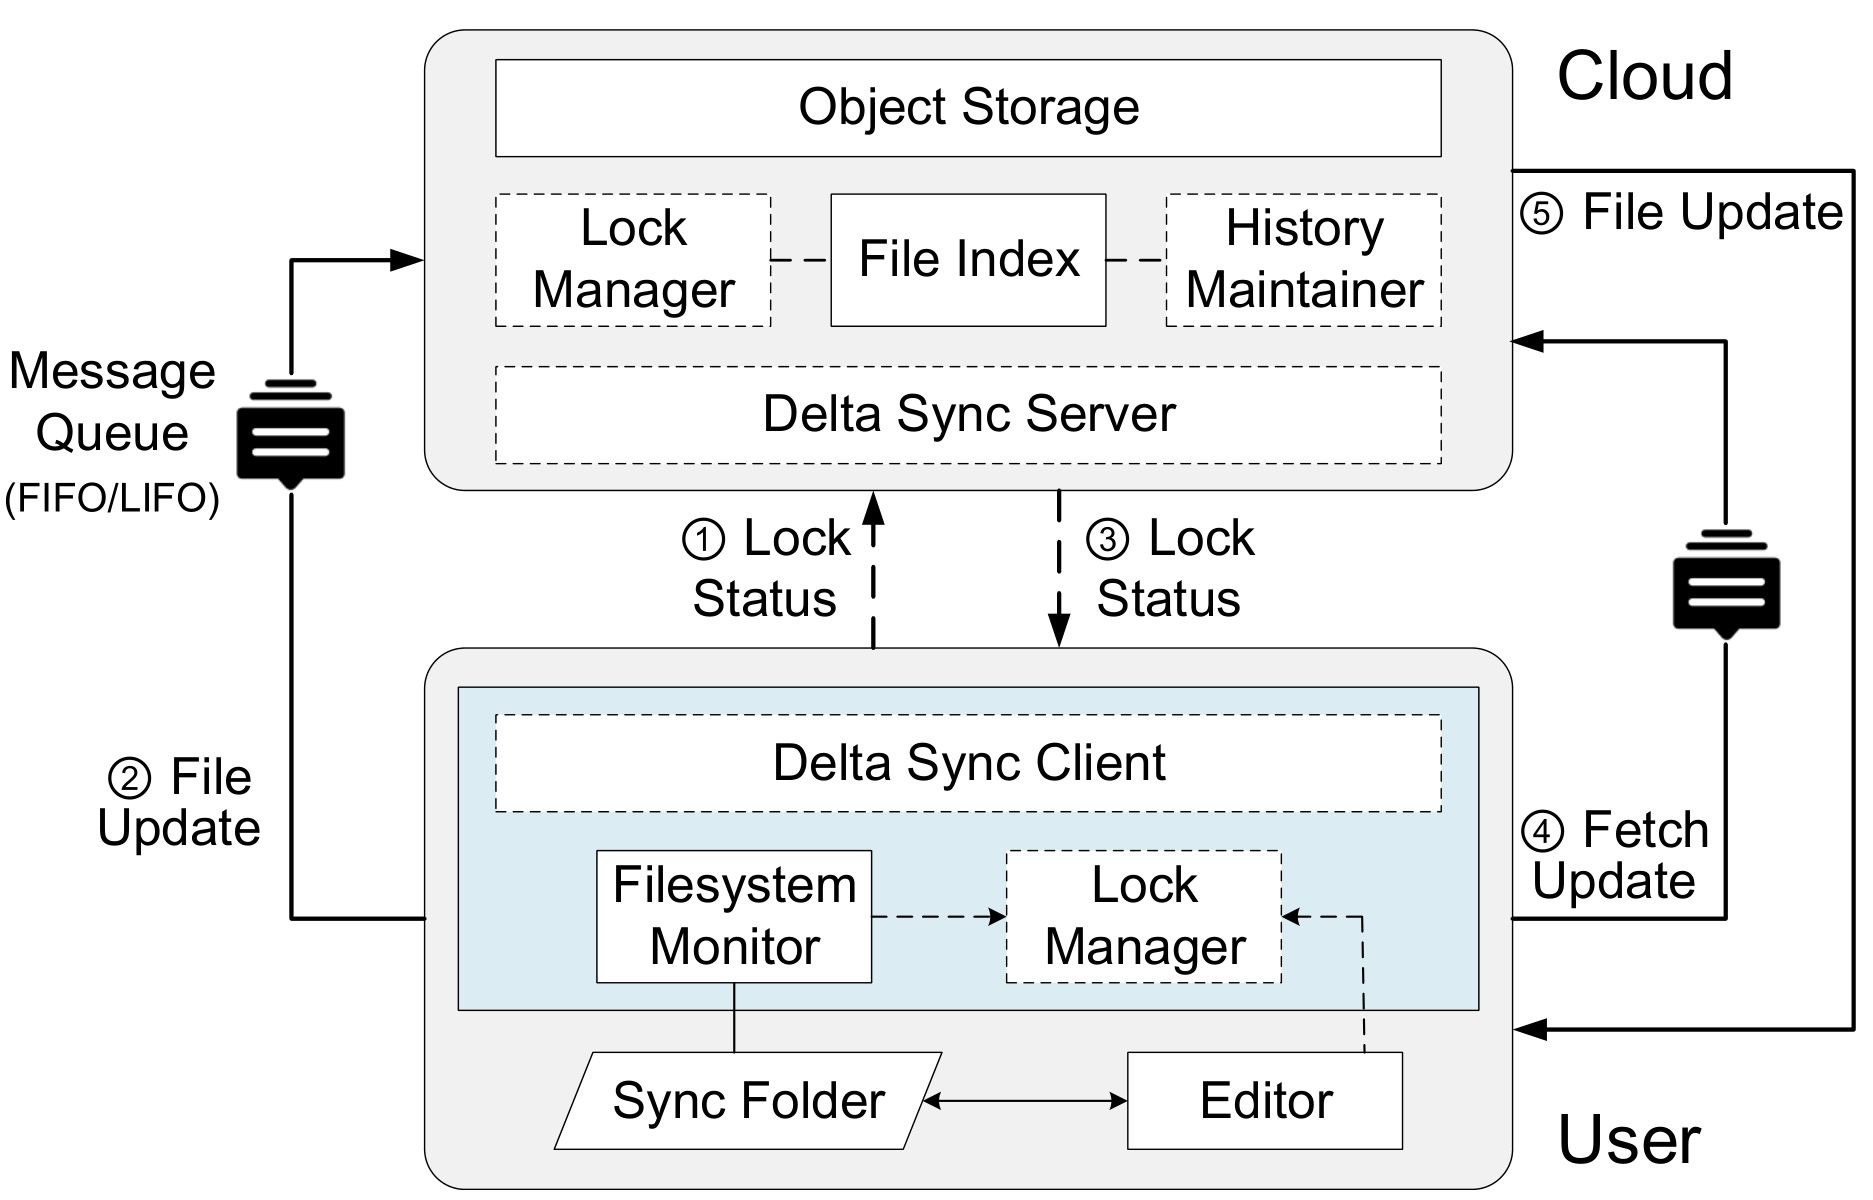 Cloud
Object Storage
Lock
Manager
File Index
History
Maintainer
Delta Sync Server
⑤ File Update
Message
Queue
(FIFO/LIFO)
① Lock
Status
③ Lock
Status
② File
Update
④ Fetch
Update
Delta Sync Client
Filesystem
Monitor
Lock
Manager
Sync Folder
Editor
User